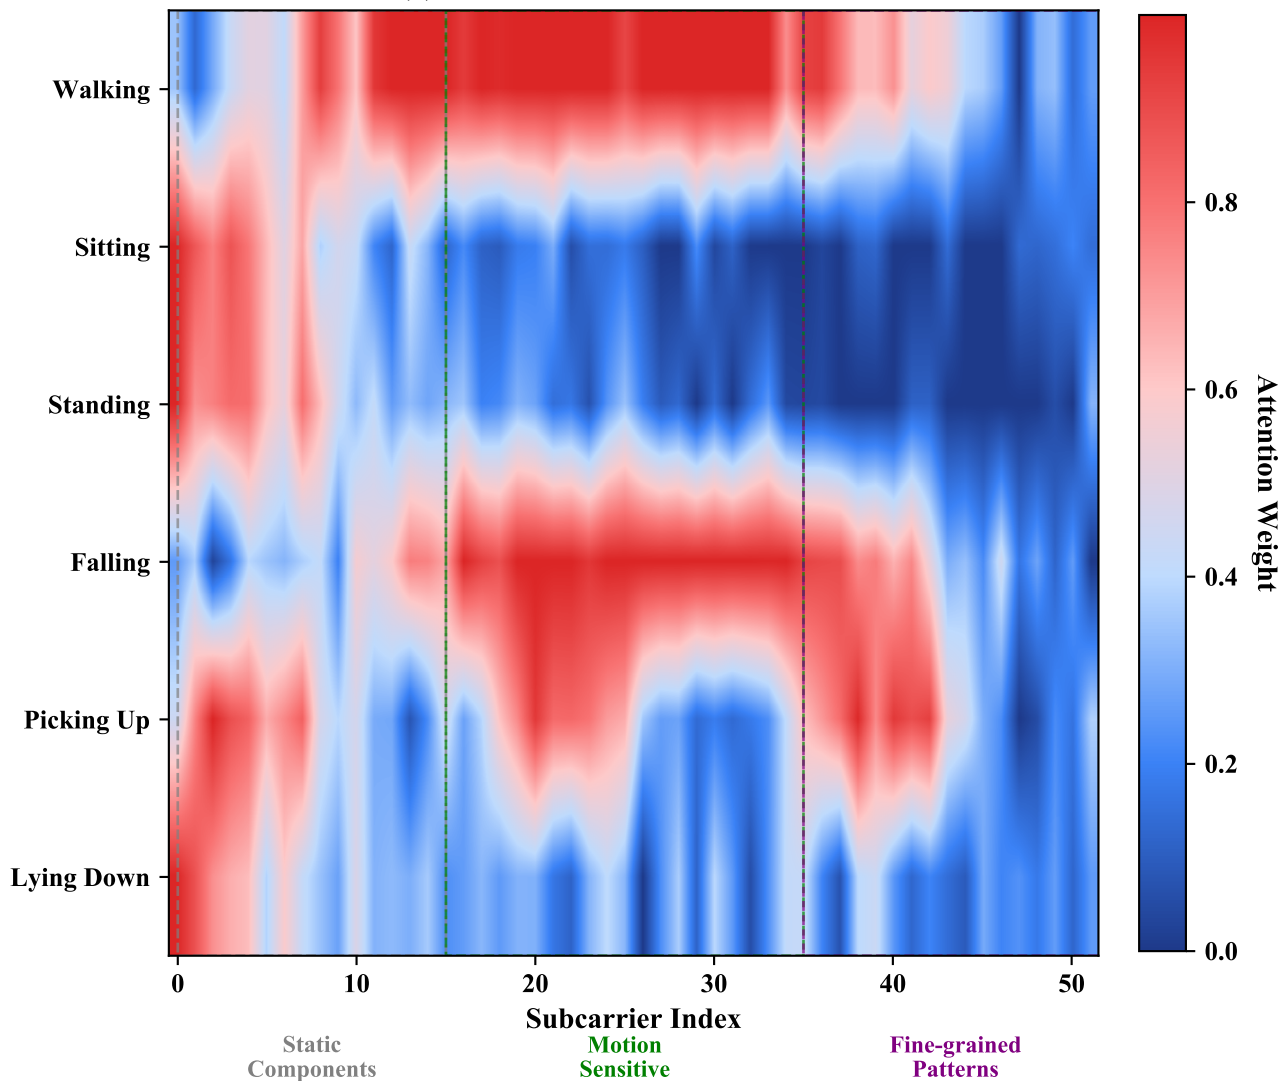 Walking
Sitting
Standing
Falling
Picking Up
Lying Down
0 10 20 30 40 50
Subcarrier Index
Static
Components
Motion
Sensitive
Fine-grained
Patterns
0.8
0.6
0.4
0.2
0.0
Attention Weight